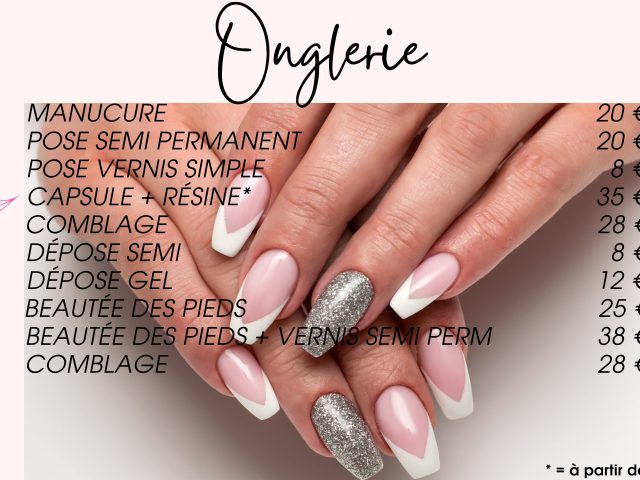 Onglerie
MANUCURE 20 €
POSE SEMI PERMANENT 20 €
POSE VERNIS SIMPLE 8 €
CAPSULE + RÉSINE* 35 €
COMBLAGE 28 €
DÉPOSE SEMI 8 €
DÉPOSE GEL 12 €
BEAUTÉE DES PIEDS 25 €
BEAUTÉE DES PIEDS + VERNIS SEMI PERM 38 €
COMBLAGE 28 €
* = à partir de